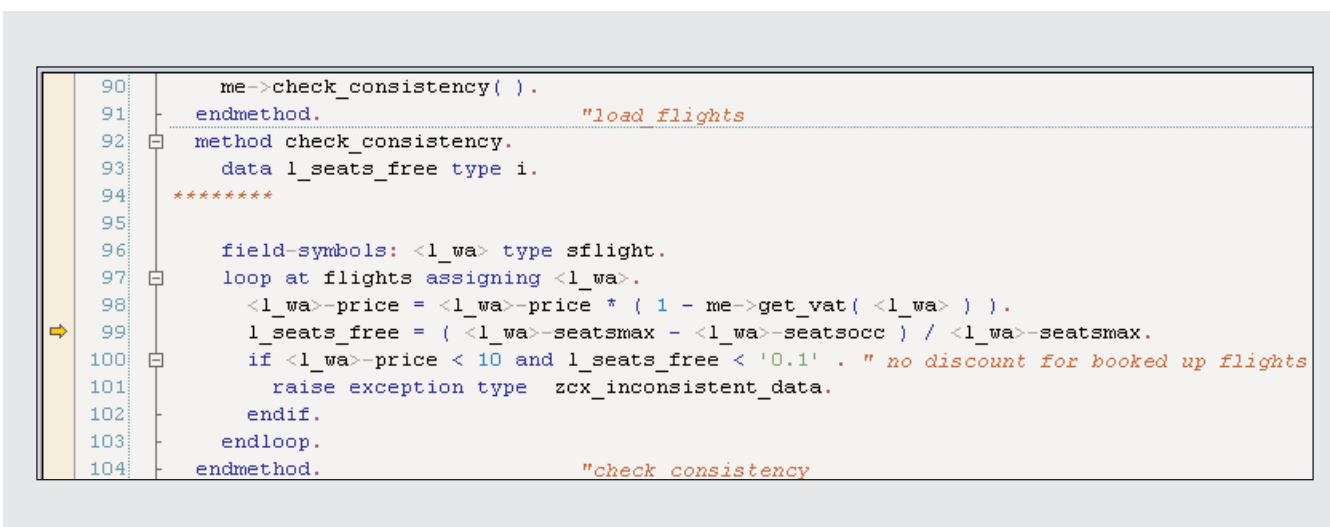 90 me->check_consistency( ).
91 endmethod. "load_flights
92 method check_consistency.
93 data l_seats_free type i.
94 ********
95
96 field-symbols: <l_wa> type sflight.
97 loop at flights assigning <l_wa>.
98 <l_wa>-price = <l_wa>-price * ( 1 - me->get_vat( <l_wa> ) ).
99 l_seats_free = ( <l_wa>-seatsmax - <l_wa>-seatsocc ) / <l_wa>-seatsmax.
100 if <l_wa>-price < 10 and l_seats_free < '0.1' . " no discount for booked up flights
101 raise exception type zcx_inconsistent_data.
102 endif.
103 endloop.
104 endmethod. "check_consistency